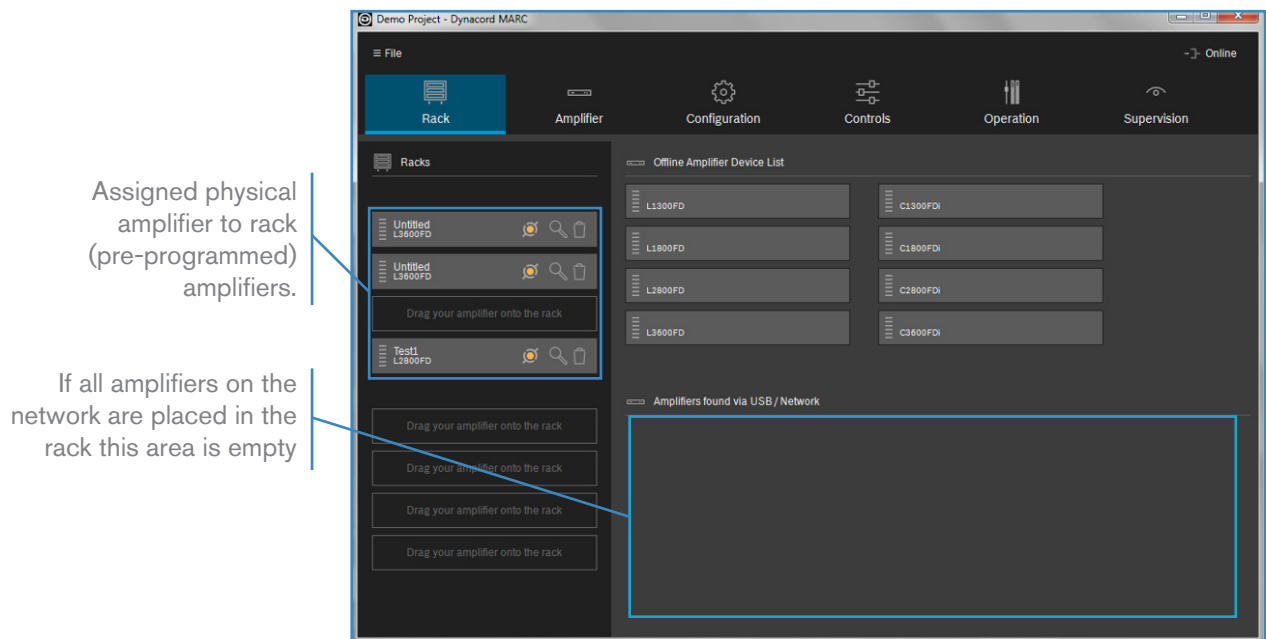 Demo Project - Dynacord MARC
≡ File
Online
Rack
Amplifier
Configuration
Controls
Operation
Supervision
Racks
Offline Amplifier Device List
Assigned physical
amplifier to rack
(pre-programmed)
amplifiers.
Untitled
L3600FD
Untitled
L3600FD
Drag your amplifier onto the rack
Test1
L2800FD
L1300FD
C1300FDi
L1800FD
C1800FDi
L2800FD
C2800FDi
L3600FD
C3600FDi
If all amplifiers on the
network are placed in the
rack this area is empty
Amplifiers found via USB / Network
Drag your amplifier onto the rack
Drag your amplifier onto the rack
Drag your amplifier onto the rack
Drag your amplifier onto the rack